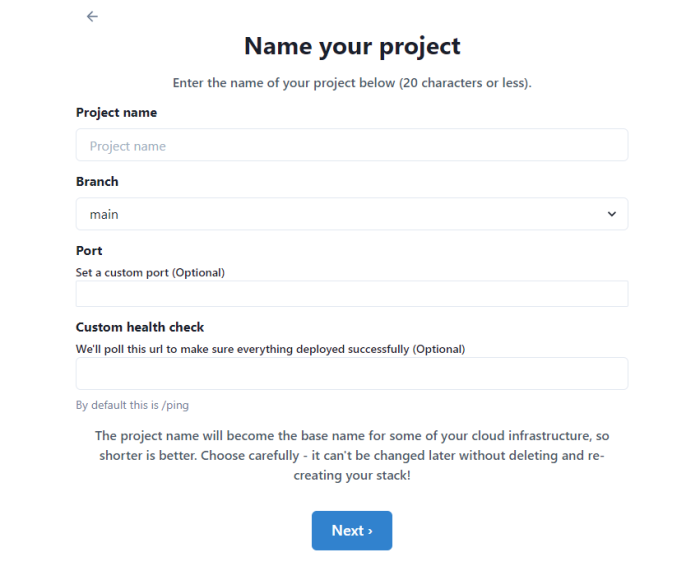 Name your project
Enter the name of your project below (20 characters or less).
Project name
Project name
Branch
main
Port
Set a custom port (Optional)
Custom health check
We'll poll this url to make sure everything deployed successfully (Optional)
By default this is /ping
The project name will become the base name for some of your cloud infrastructure, so
shorter is better. Choose carefully - it can't be changed later without deleting and re-
creating your stack!
Next ›